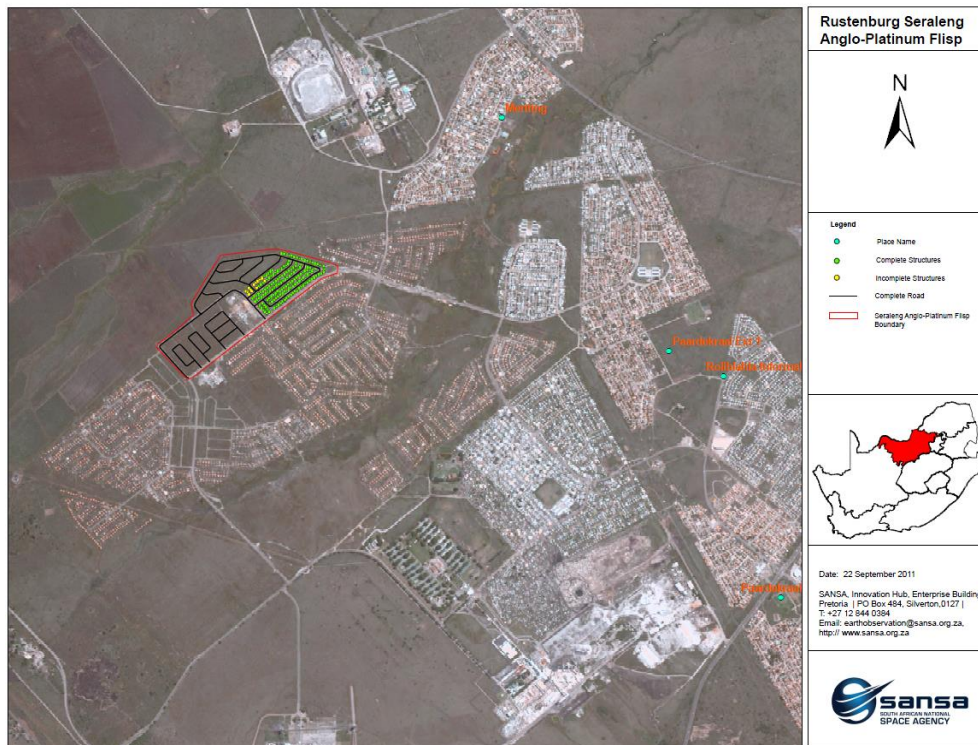 Rustenburg Seraleng
Anglo-Platinum Flisp
N
Legend
Place Name
Complete Structures
Incomplete Structures
Complete Road
Seraleng Anglo-Platinum Flisp
Boundary
Paardekraal Ext 1
Date: 22 September 2011
SANSA, Innovation Hub, Enterprise Building
Pretoria | PO Box 484, Silverton,0127 |
T: +27 12 844 0384
Email: earthobservation@sansa.org.za,
http:// www.sansa.org.za
sansa
SOUTH AFRICAN NATIONAL
SPACE AGENCY